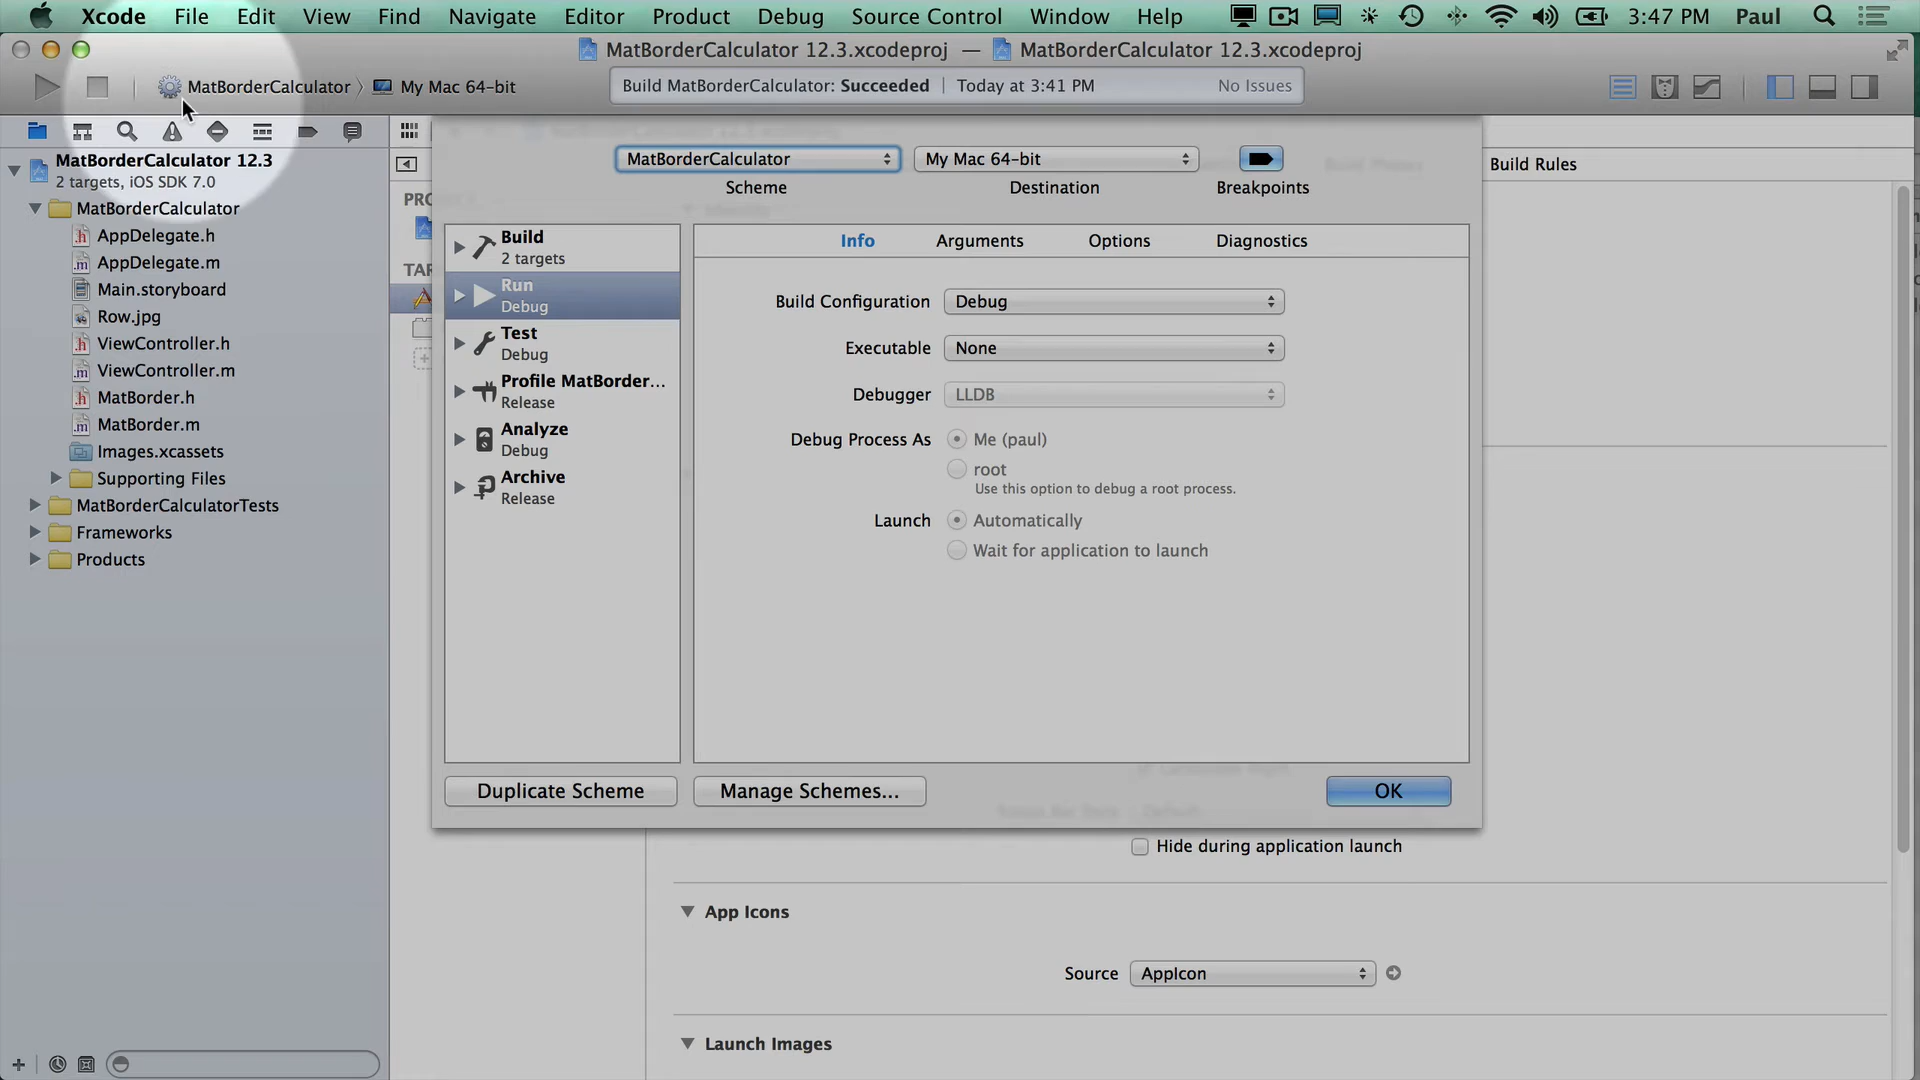 Xcode File Edit View Find Navigate Editor Product Debug Source Control Window Help 3:47 PM Paul
MatBorderCalculator 12.3.xcodeproj — MatBorderCalculator 12.3.xcodeproj
MatBorderCalculator My Mac 64-bit
Build MatBorderCalculator: Succeeded Today at 3:41 PM No Issues
MatBorderCalculator 12.3
2 targets, iOS SDK 7.0
MatBorderCalculator
AppDelegate.h
AppDelegate.m
Main.storyboard
Row.jpg
ViewController.h
ViewController.m
MatBorder.h
MatBorder.m
Images.xcassets
Supporting Files
MatBorderCalculatorTests
Frameworks
Products
PRO
TAR
MatBorderCalculator My Mac 64-bit
Scheme Destination Breakpoints
Build Rules
Build
2 targets
Run
Debug
Test
Debug
Profile MatBorder...
Release
Analyze
Debug
Archive
Release
Info Arguments Options Diagnostics
Build Configuration Debug
Executable None
Debugger LLDB
Debug Process As Me (paul)
root
Use this option to debug a root process.
Launch Automatically
Wait for application to launch
Duplicate Scheme Manage Schemes... OK
Hide during application launch
App Icons
Source AppIcon
Launch Images